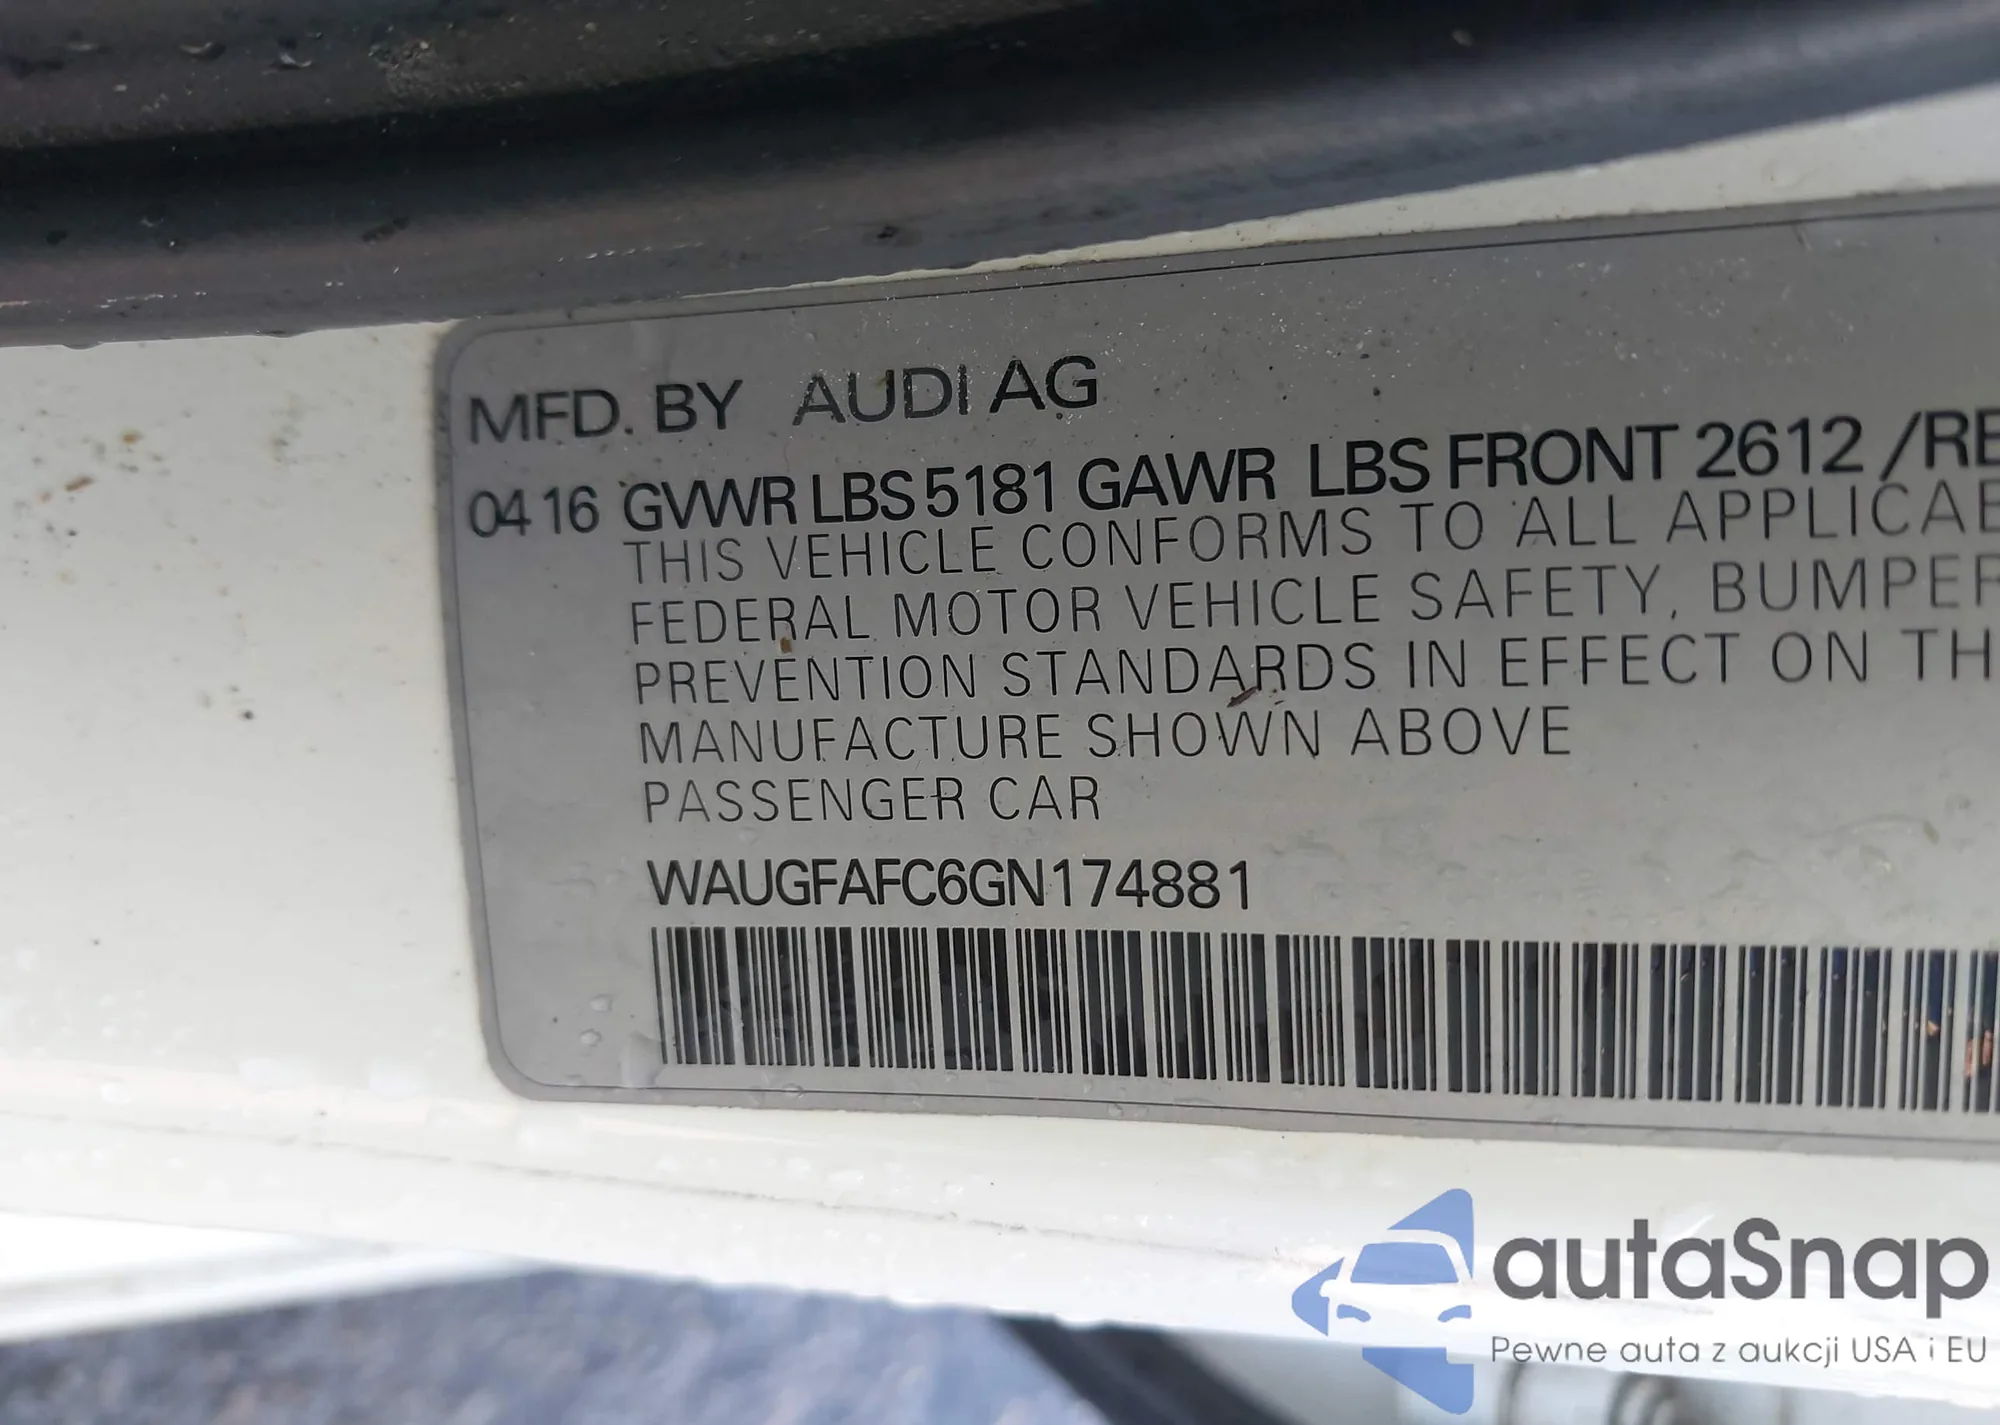 MFD. BY AUDI AG
04 16 GVWR LBS 5181 GAWR LBS FRONT 2612 /RE
THIS VEHICLE CONFORMS TO ALL APPLICAB
FEDERAL MOTOR VEHICLE SAFETY, BUMPER
PREVENTION STANDARDS IN EFFECT ON TH
MANUFACTURE SHOWN ABOVE
PASSENGER CAR
WAUGFAFC6GN174881
autaSnap
Pewne auta z aukcji USA i EU